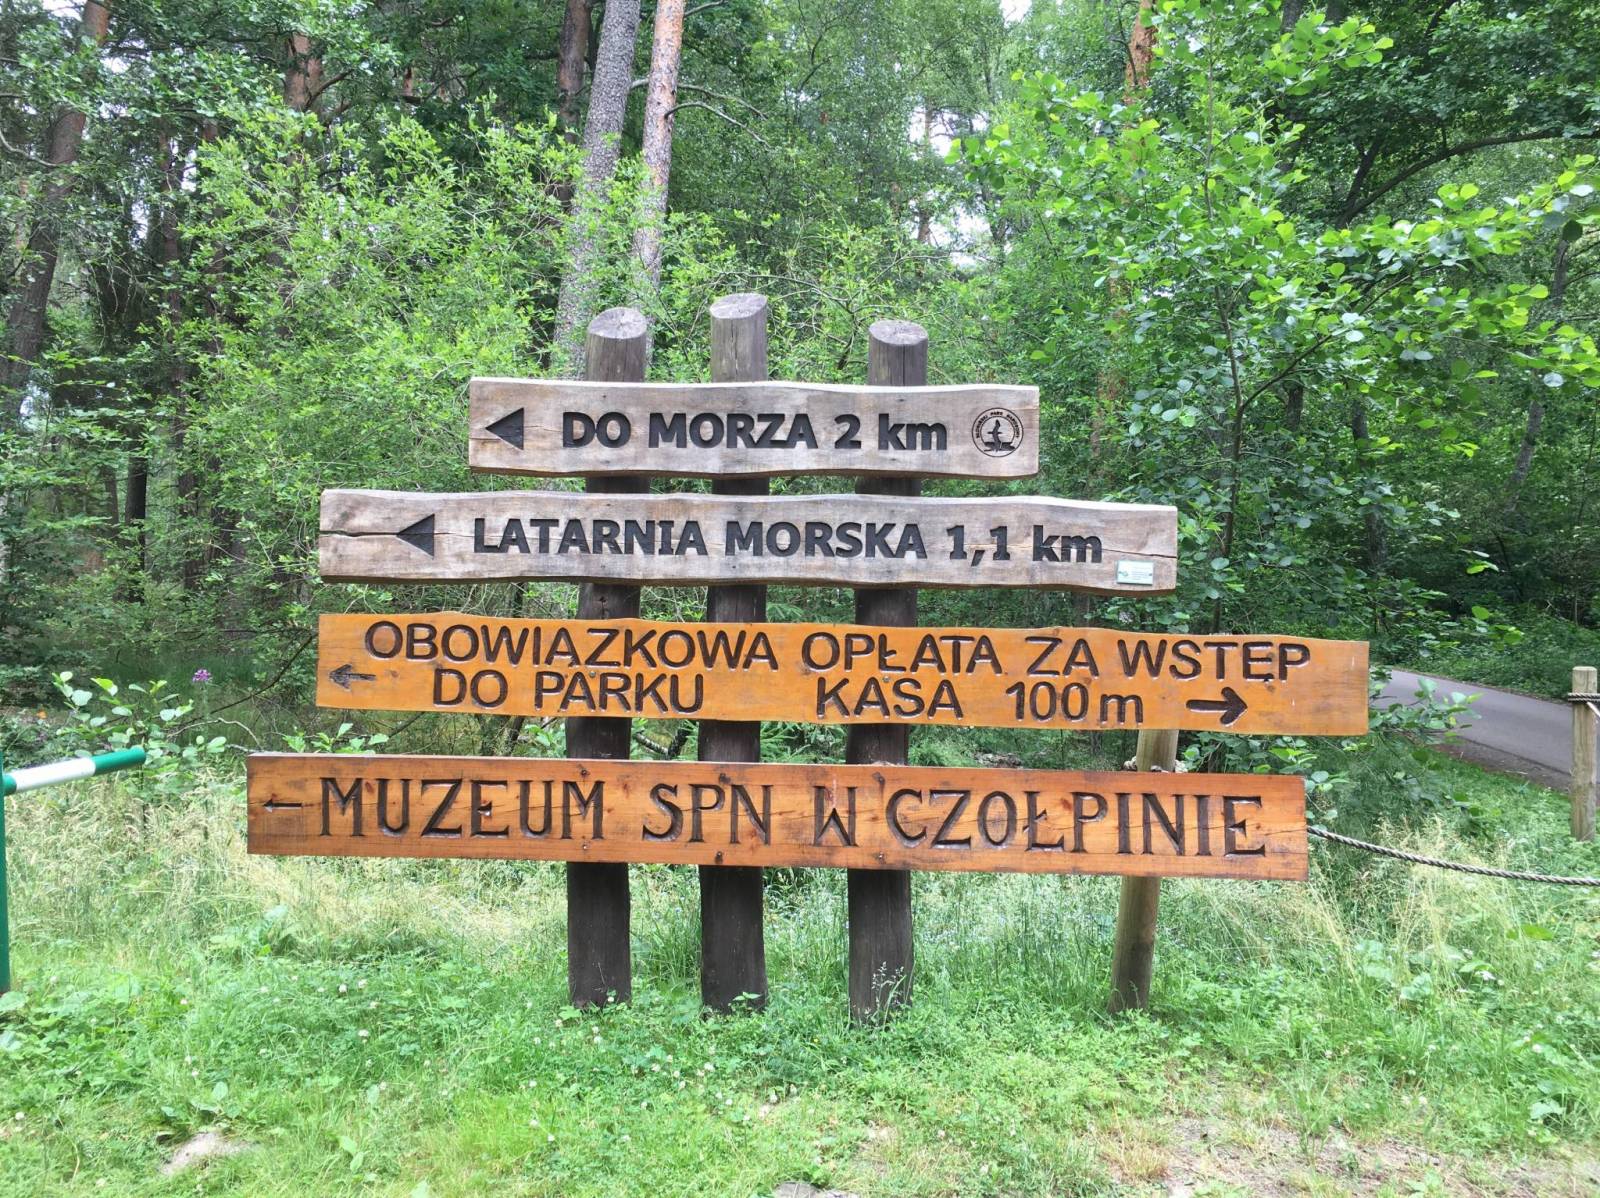 DO MORZA 2 km
LATARNIA MORSKA 1,1 km
OBOWIĄZKOWA OPŁATA ZA WSTĘP
DO PARKU KASA 100 m
MUZEUM SPN W CZOŁPINIE